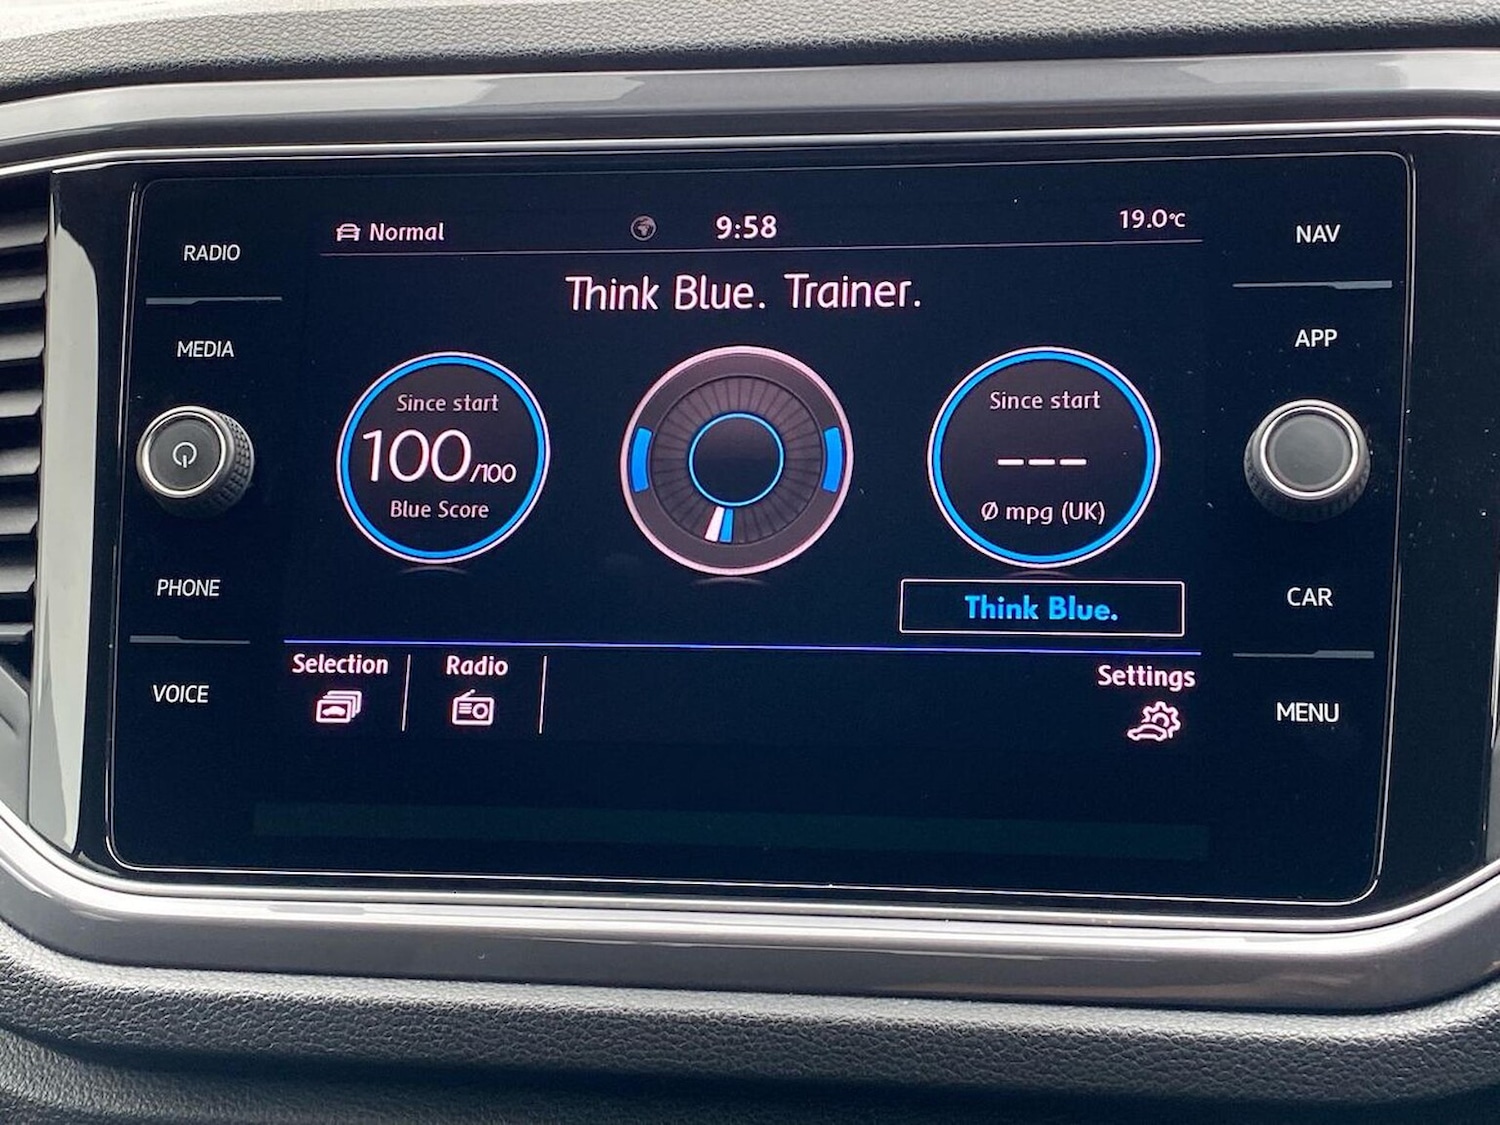 RADIO
MEDIA
PHONE
VOICE
Normal
9:58
19.0°C
Think Blue. Trainer.
Since start
100/100
Blue Score
Since start
---
Ø mpg (UK)
Think Blue.
Selection
Radio
Settings
NAV
APP
CAR
MENU